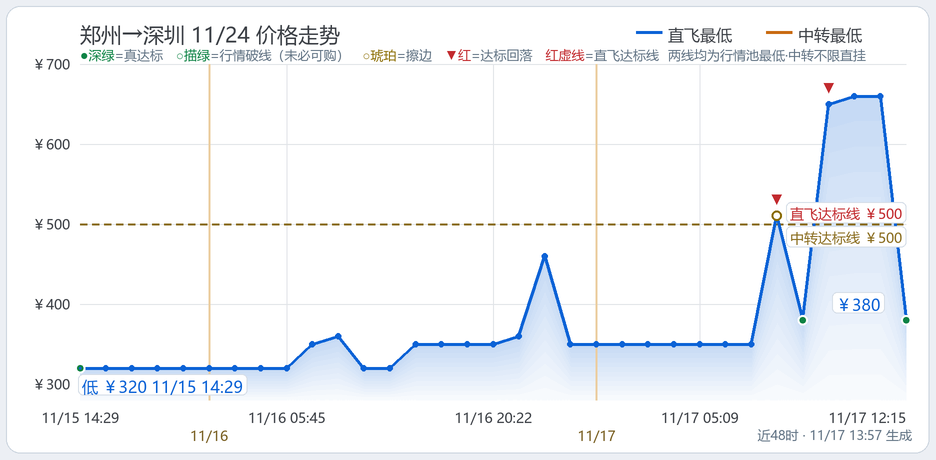 郑州→深圳 11/24 价格走势
直飞最低 中转最低
●深绿=真达标 ○描绿=行情破线（未必可购） ○琥珀=擦边 ▼红=达标回落 红虚线=直飞达标线 两线均为行情池最低·中转不限直挂
￥700
￥600
￥500
￥400
￥300
直飞达标线 ￥500
中转达标线 ￥500
￥380
低 ￥320 11/15 14:29
11/15 14:29 11/16 05:45 11/16 20:22 11/17 05:09 11/17 12:15
11/16 11/17
近48时 · 11/17 13:57 生成